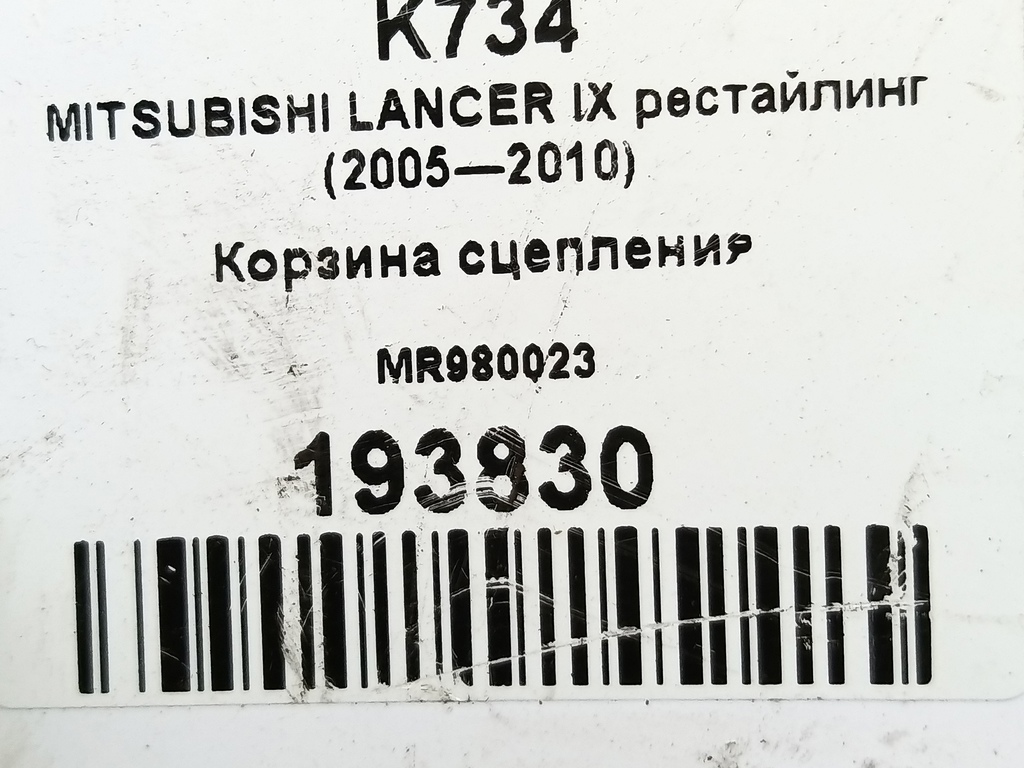 K734
MITSUBISHI LANCER IX рестайлинг
(2005—2010)
Корзина сцепления
MR980023
193830